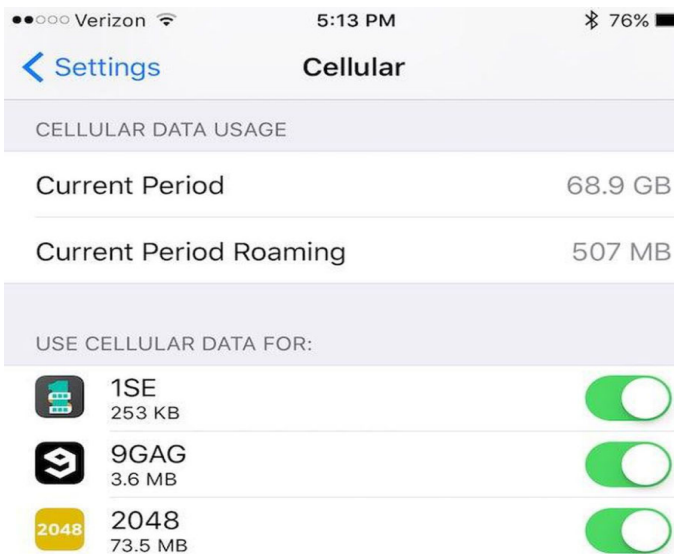 Verizon 5:13 PM 76%
Settings Cellular
CELLULAR DATA USAGE
Current Period 68.9 GB
Current Period Roaming 507 MB
USE CELLULAR DATA FOR:
1SE
253 KB
9GAG
3.6 MB
2048 2048
73.5 MB